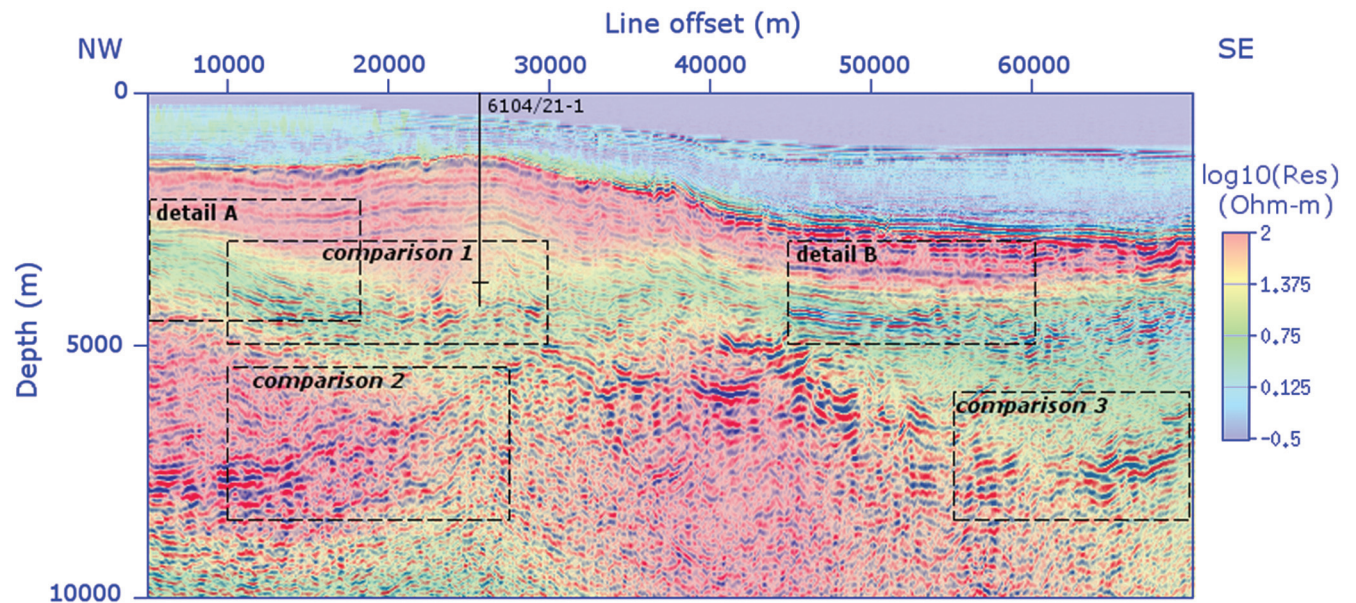 Line offset (m)
NW
SE
10000 20000 30000 40000 50000 60000
0
6104/21-1
log10(Res)
(Ohm-m)
detail A
2
comparison 1
detail B
Depth (m)
1.375
0.75
5000
comparison 2
0.125
comparison 3
-0.5
10000